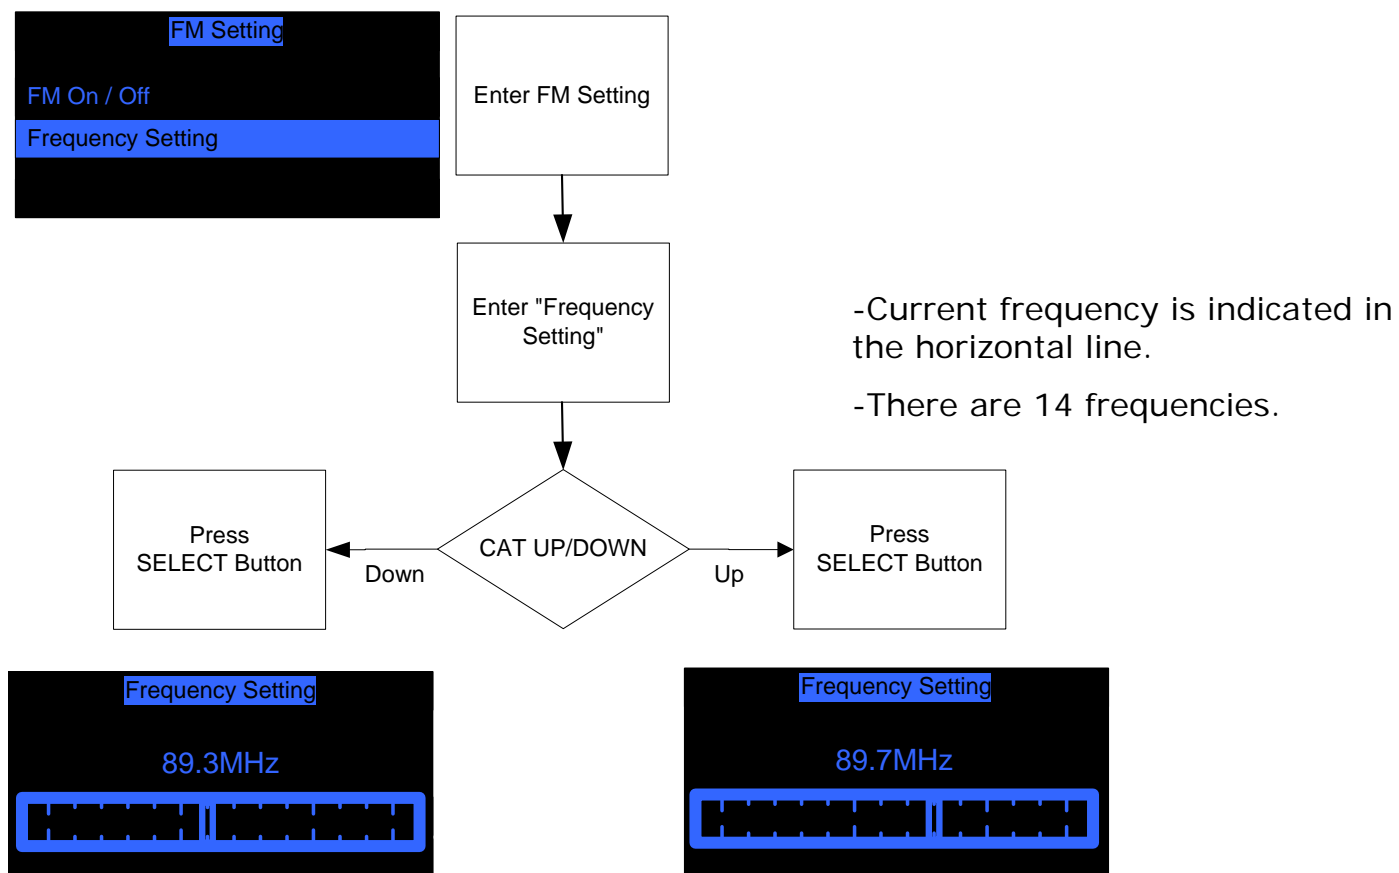 FM Setting
FM On / Off
Frequency Setting
Enter FM Setting
Enter "Frequency
Setting"
-Current frequency is indicated in
the horizontal line.
-There are 14 frequencies.
Press
SELECT Button
Down
CAT UP/DOWN
Up
Press
SELECT Button
Frequency Setting
89.3MHz
Frequency Setting
89.7MHz